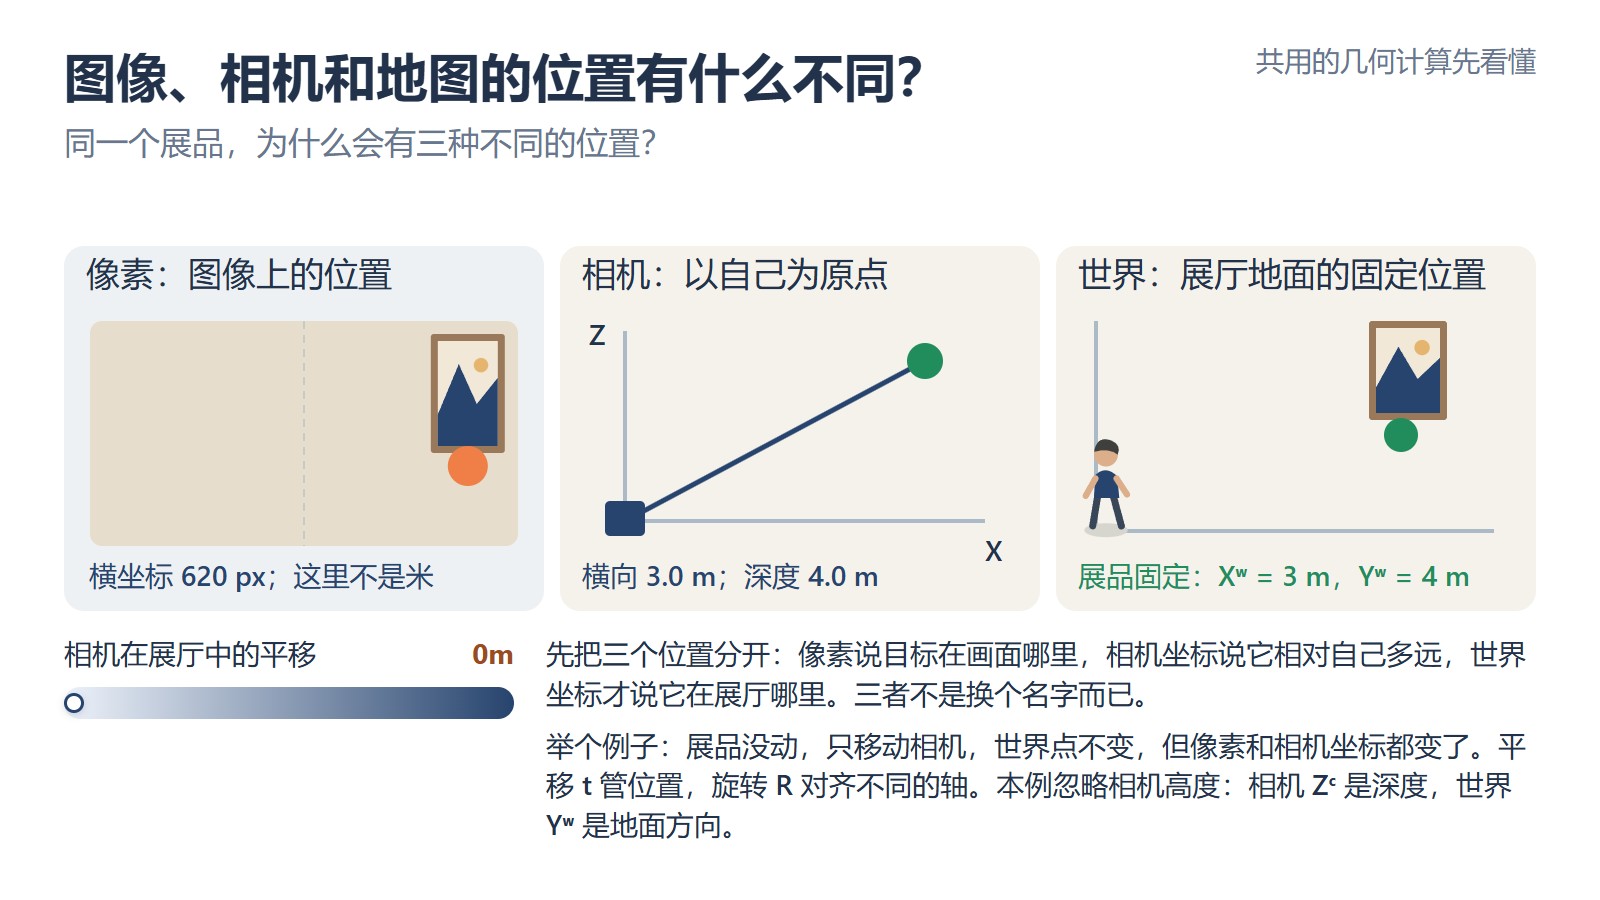 图像、相机和地图的位置有什么不同？
共用的几何计算先看懂
同一个展品，为什么会有三种不同的位置？
像素：图像上的位置
横坐标 620 px；这里不是米
相机：以自己为原点
Z
X
横向 3.0 m；深度 4.0 m
世界：展厅地面的固定位置
展品固定：Xʷ = 3 m，Yʷ = 4 m
相机在展厅中的平移
0m
先把三个位置分开：像素说目标在画面哪里，相机坐标说它相对自己多远，世界
坐标才说它在展厅哪里。三者不是换个名字而已。
举个例子：展品没动，只移动相机，世界点不变，但像素和相机坐标都变了。平
移 t 管位置，旋转 R 对齐不同的轴。本例忽略相机高度：相机 Zᶜ 是深度，世界
Yʷ 是地面方向。